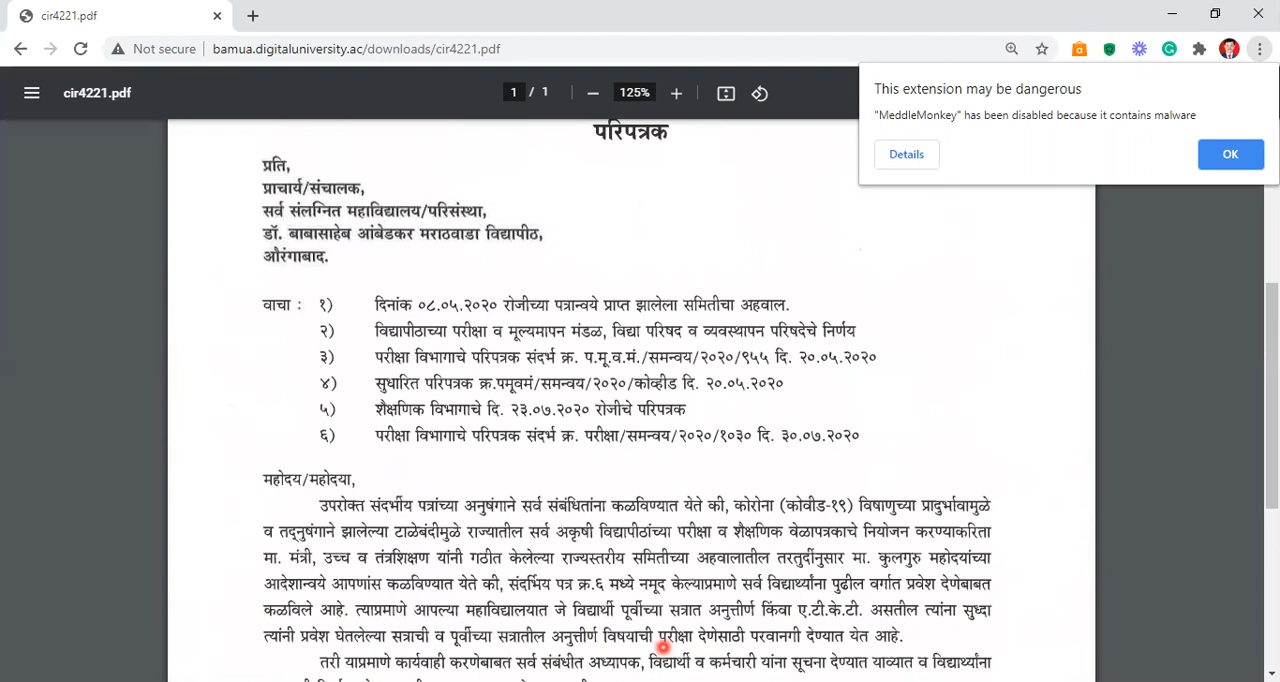 cir4221.pdf
Not secure
bamua.digitaluniversity.ac/downloads/cir4221.pdf
cir4221.pdf
1 / 1
125%
This extension may be dangerous
"MeddleMonkey" has been disabled because it contains malware
Details
OK
परिपत्रक
प्रति,
प्राचार्य/संचालक,
सर्व संलग्नित महाविद्यालय/परिसंस्था,
डॉ. बाबासाहेब आंबेडकर मराठवाडा विद्यापीठ,
औरंगाबाद.
वाचा : १) दिनांक ०८.०५.२०२० रोजीच्या पत्रान्वये प्राप्त झालेला समितीचा अहवाल.
२) विद्यापीठाच्या परीक्षा व मूल्यमापन मंडळ, विद्या परिषद व व्यवस्थापन परिषदेचे निर्णय
३) परीक्षा विभागाचे परिपत्रक संदर्भ क्र. प.मू.व.मं./समन्वय/२०२०/९५५ दि. २०.०५.२०२०
४) सुधारित परिपत्रक क्र.पमूवमं/समन्वय/२०२०/कोव्हीड दि. २०.०५.२०२०
५) शैक्षणिक विभागाचे दि. २३.०७.२०२० रोजीचे परिपत्रक
६) परीक्षा विभागाचे परिपत्रक संदर्भ क्र. परीक्षा/समन्वय/२०२०/१०३० दि. ३०.०७.२०२०
महोदय/महोदया,
उपरोक्त संदर्भीय पत्रांच्या अनुषंगाने सर्व संबंधितांना कळविण्यात येते की, कोरोना (कोवीड-१९) विषाणुच्या प्रादुर्भावामुळे
व तद्नुषंगाने झालेल्या टाळेबंदीमुळे राज्यातील सर्व अकृषी विद्यापीठांच्या परीक्षा व शैक्षणिक वेळापत्रकाचे नियोजन करण्याकरिता
मा. मंत्री, उच्च व तंत्रशिक्षण यांनी गठीत केलेल्या राज्यस्तरीय समितीच्या अहवालातील तरतुदींनुसार मा. कुलगुरु महोदयांच्या
आदेशान्वये आपणांस कळविण्यात येते की, संदर्भिय पत्र क्र.६ मध्ये नमूद केल्याप्रमाणे सर्व विद्यार्थ्यांना पुढील वर्गात प्रवेश देणेबाबत
कळविले आहे. त्याप्रमाणे आपल्या महाविद्यालयात जे विद्यार्थी पूर्वीच्या सत्रात अनुत्तीर्ण किंवा ए.टी.के.टी. असतील त्यांना सुध्दा
त्यांनी प्रवेश घेतलेल्या सत्राची व पूर्वीच्या सत्रातील अनुत्तीर्ण विषयाची परीक्षा देणेसाठी परवानगी देण्यात येत आहे.
तरी याप्रमाणे कार्यवाही करणेबाबत सर्व संबंधीत अध्यापक, विद्यार्थी व कर्मचारी यांना सूचना देण्यात याव्यात व विद्यार्थ्यांना